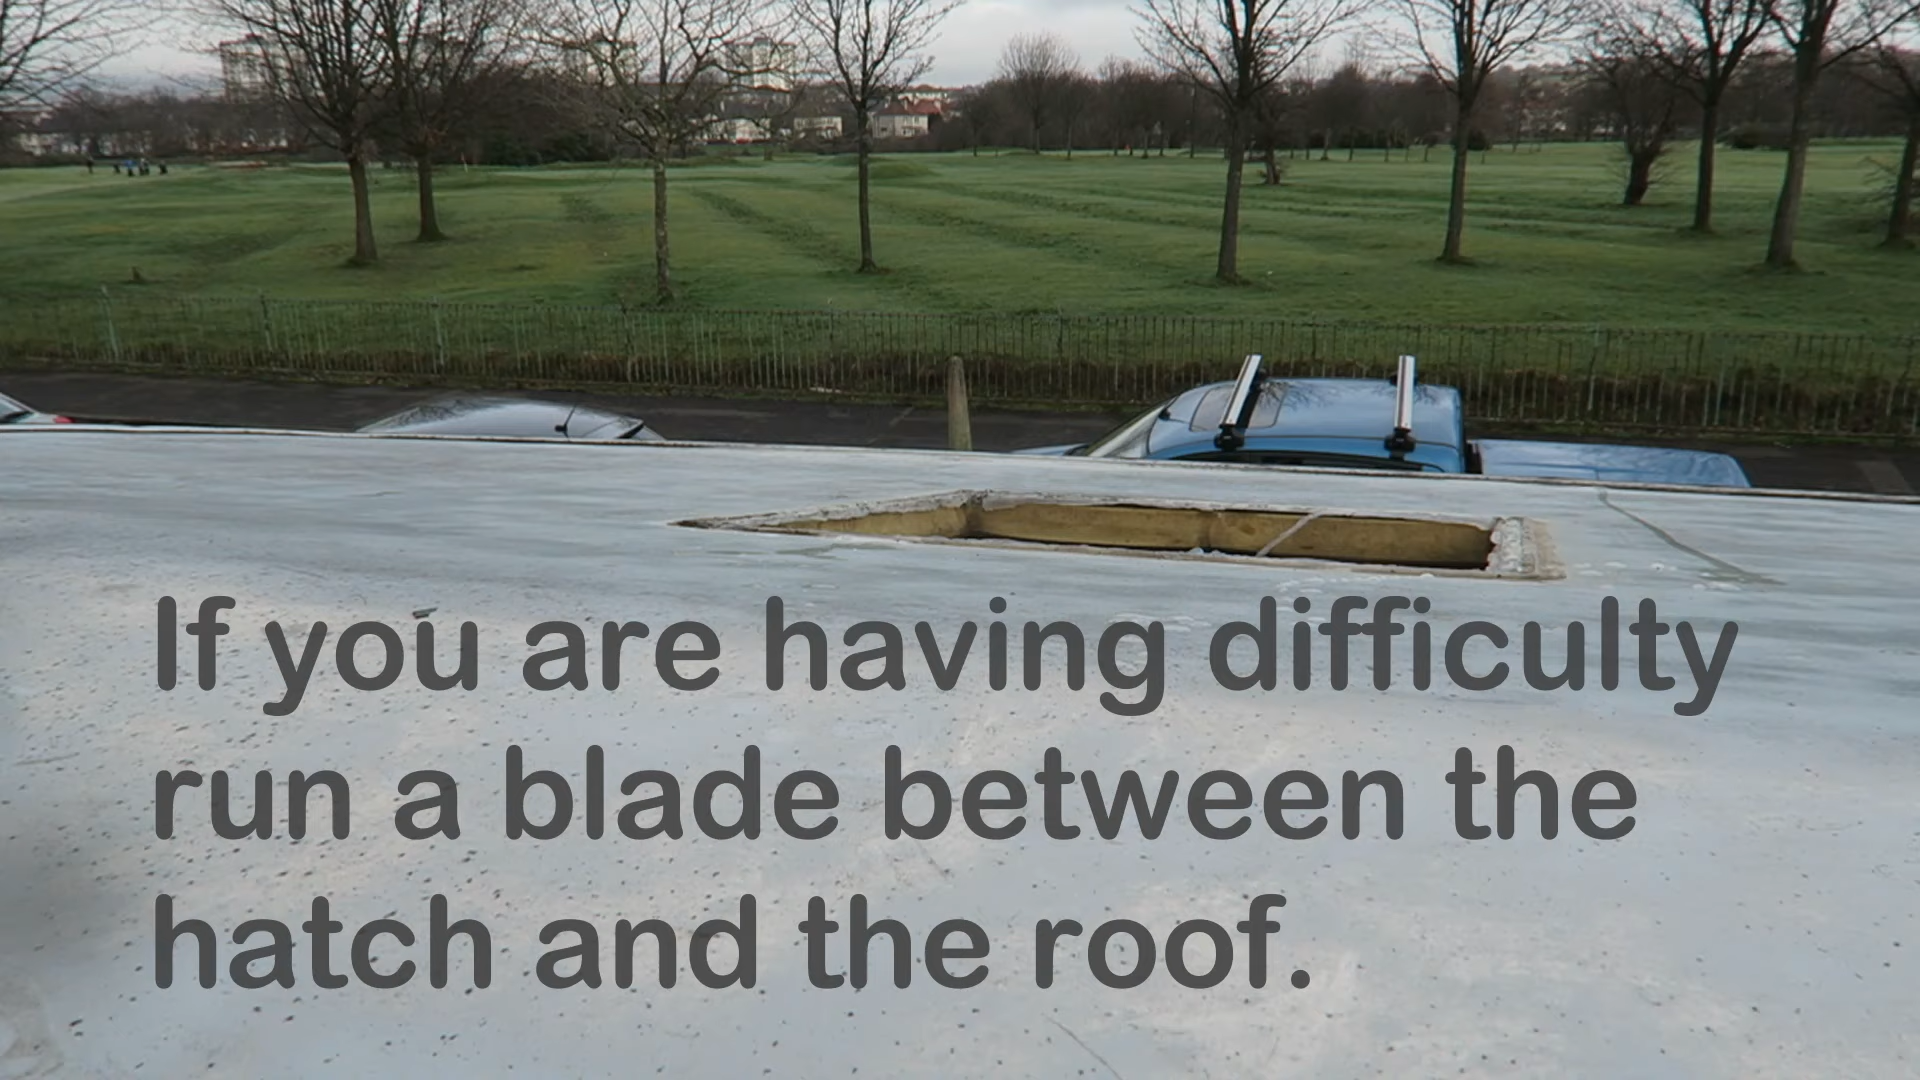 If you are having difficulty
run a blade between the
hatch and the roof.